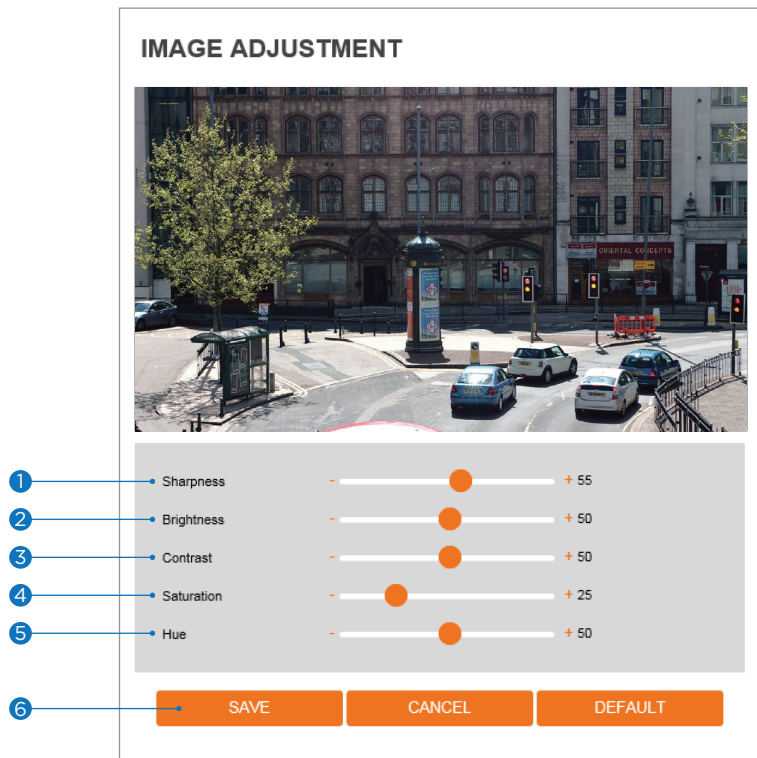 IMAGE ADJUSTMENT
ORIENTAL CONCEPTS
1 Sharpness - + 55
2 Brightness - + 50
3 Contrast - + 50
4 Saturation - + 25
5 Hue - + 50
6 SAVE CANCEL DEFAULT